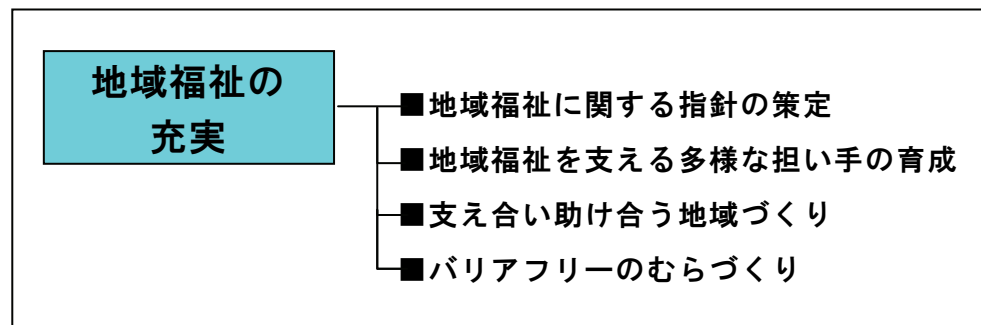 地域福祉の
充実
■地域福祉に関する指針の策定
■地域福祉を支える多様な担い手の育成
■支え合い助け合う地域づくり
■バリアフリーのむらづくり